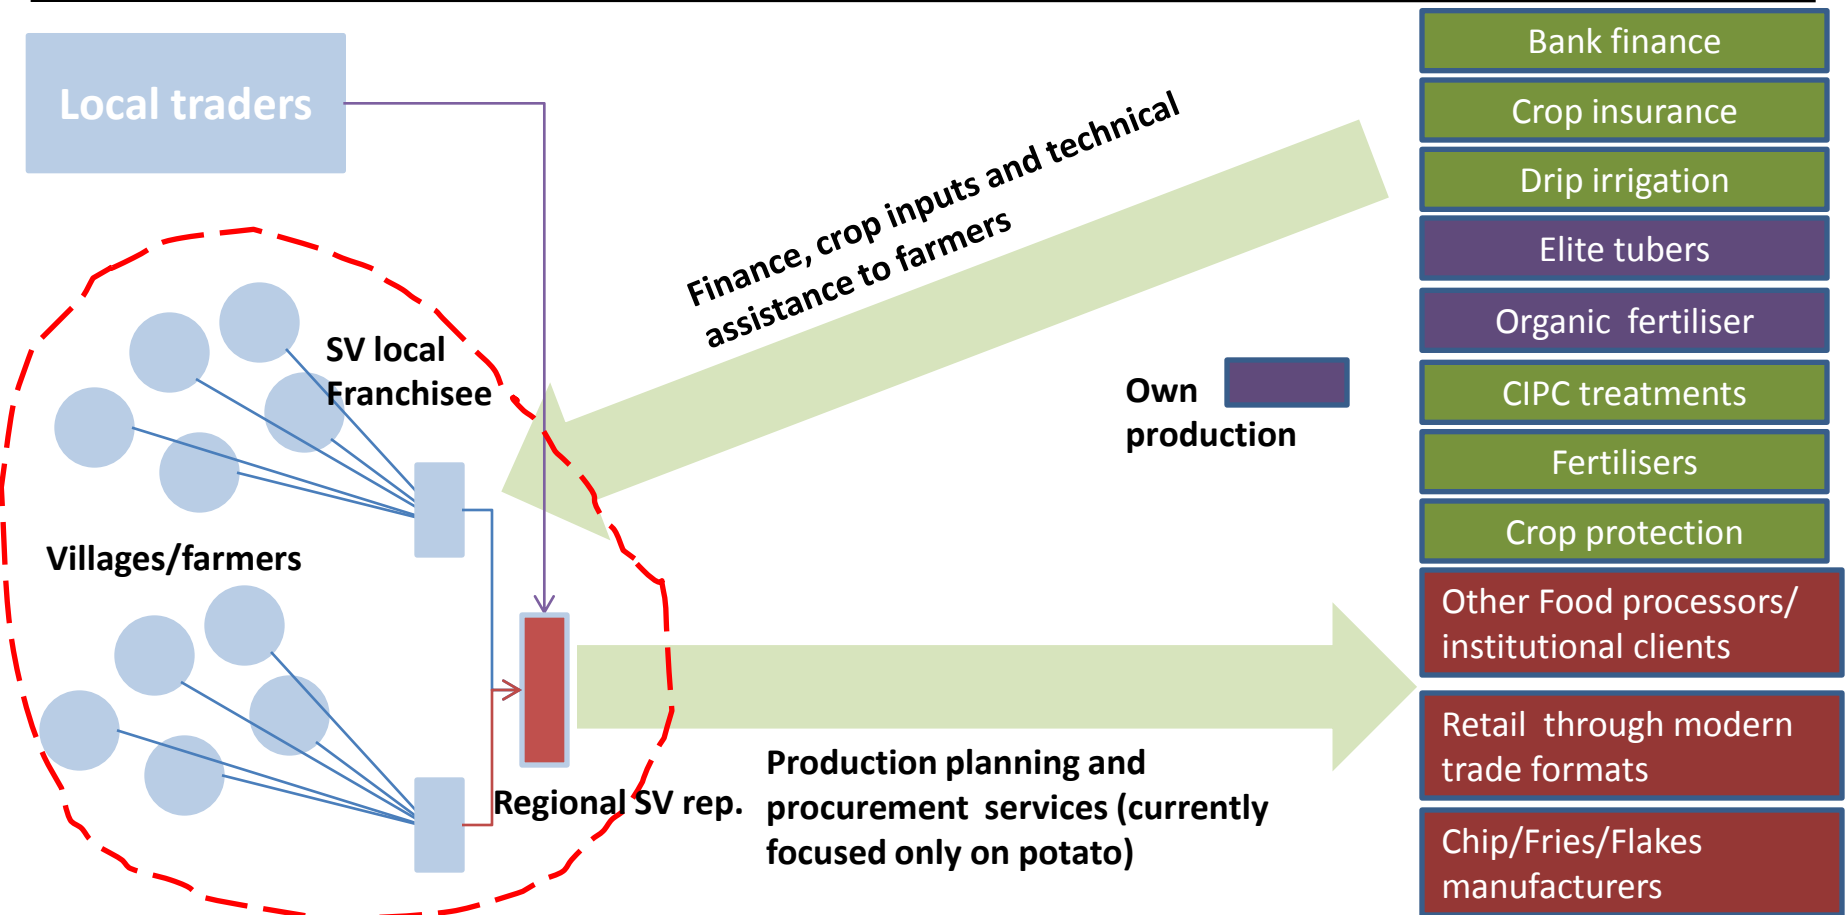 Local traders
Finance, crop inputs and technical
assistance to farmers
SV local
Franchisee
Villages/farmers
Own
production
Regional SV rep.
Production planning and
procurement services (currently
focused only on potato)
Bank finance
Crop insurance
Drip irrigation
Elite tubers
Organic fertiliser
CIPC treatments
Fertilisers
Crop protection
Other Food processors/
institutional clients
Retail through modern
trade formats
Chip/Fries/Flakes
manufacturers